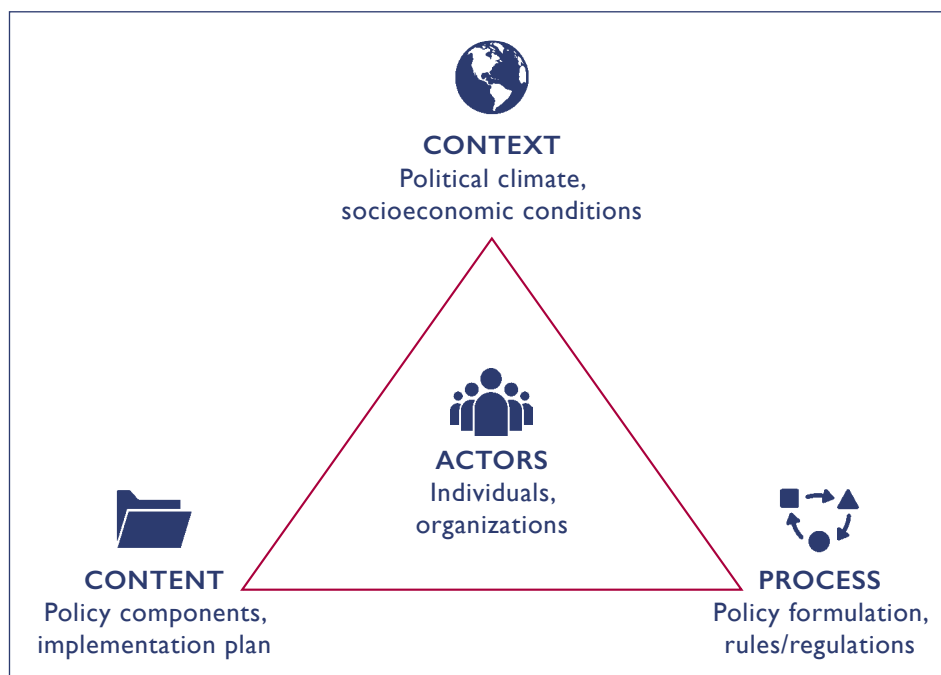 CONTEXT
Political climate,
socioeconomic conditions
ACTORS
Individuals,
organizations
CONTENT
Policy components,
implementation plan
PROCESS
Policy formulation,
rules/regulations